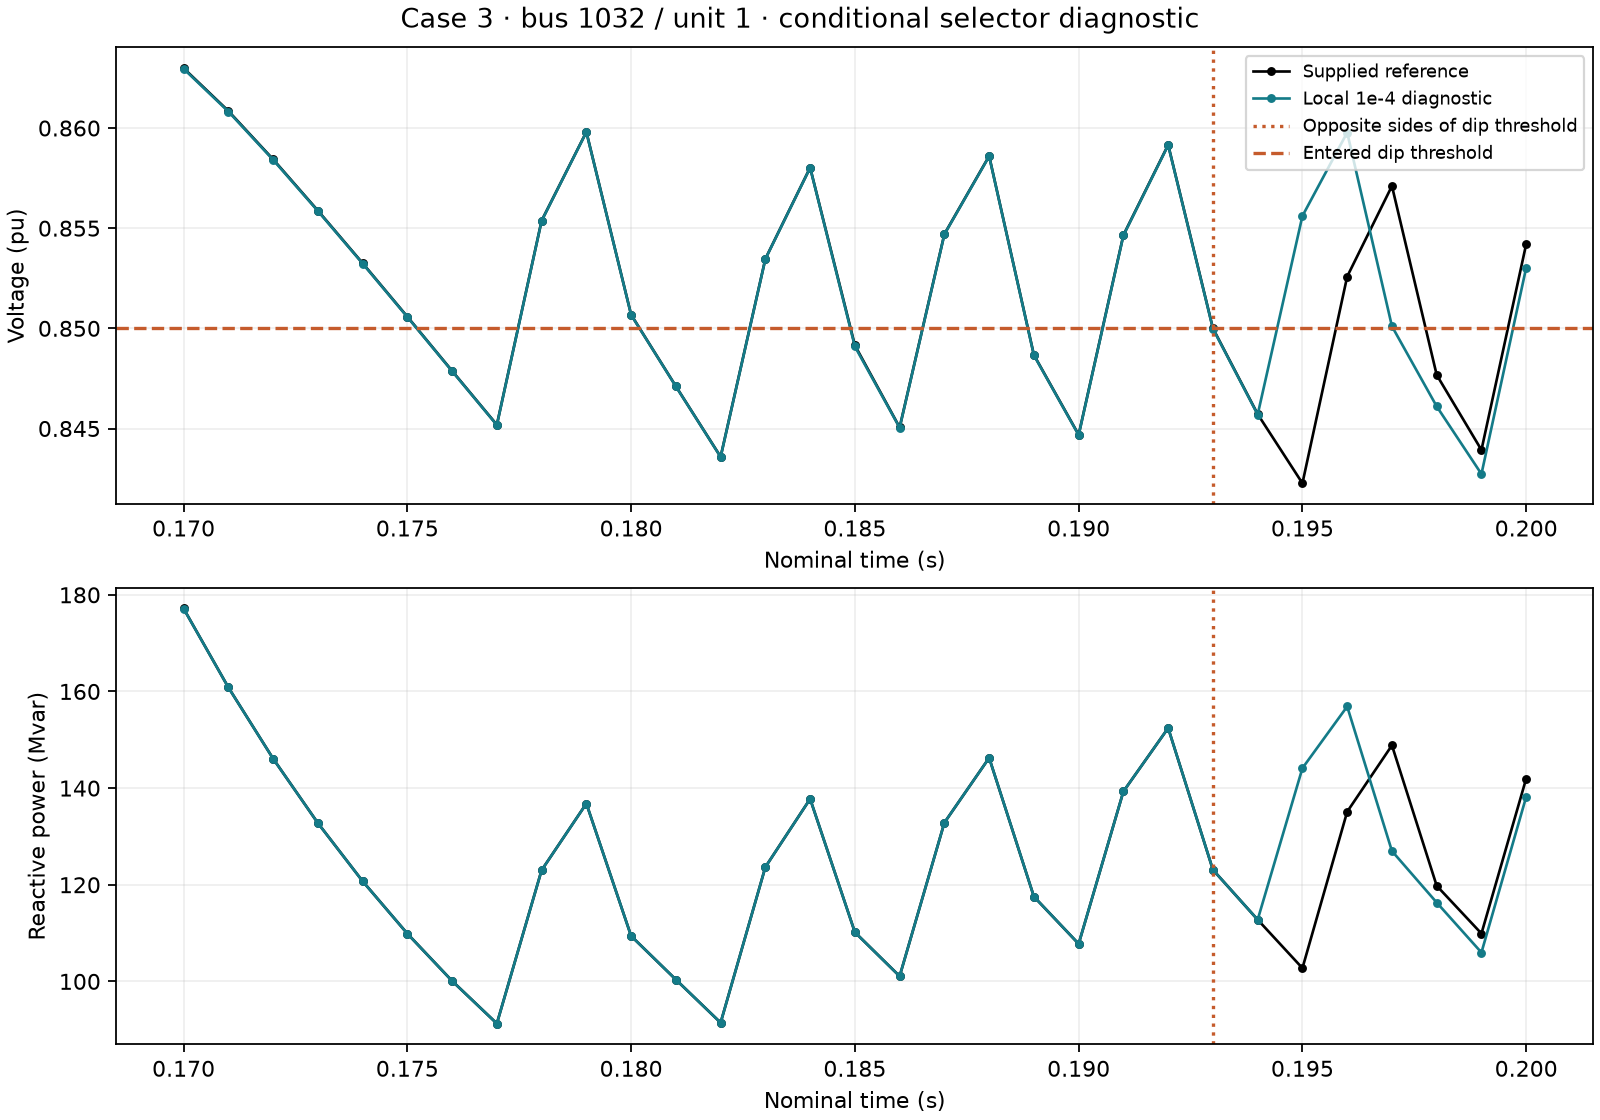 Case 3 · bus 1032 / unit 1 · conditional selector diagnostic
Supplied reference
Local 1e-4 diagnostic
Opposite sides of dip threshold
Entered dip threshold
Voltage (pu)
0.860
0.855
0.850
0.845
0.170 0.175 0.180 0.185 0.190 0.195 0.200
Nominal time (s)
Reactive power (Mvar)
180
160
140
120
100
0.170 0.175 0.180 0.185 0.190 0.195 0.200
Nominal time (s)